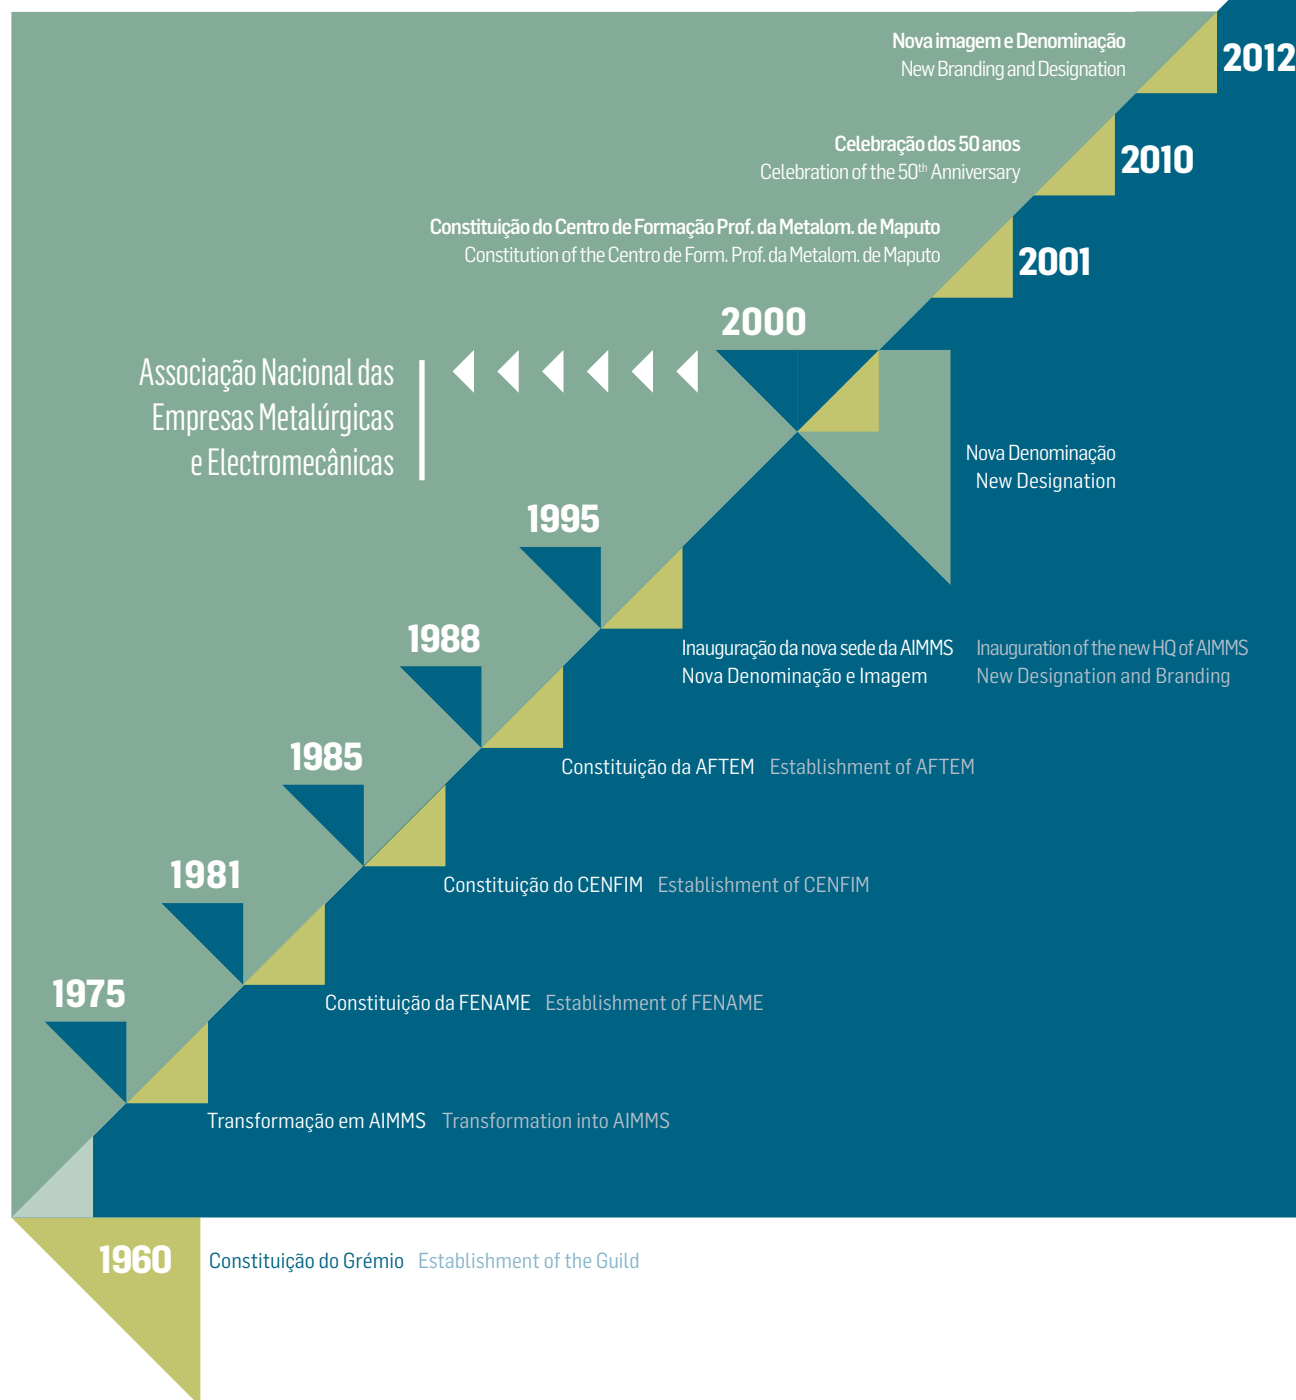 Nova imagem e Denominação
New Branding and Designation
2012
Celebração dos 50 anos
Celebration of the 50th Anniversary
2010
Constituição do Centro de Formação Prof. da Metalom. de Maputo
Constitution of the Centro de Form. Prof. da Metalom. de Maputo
2001
2000
Associação Nacional das
Empresas Metalúrgicas
e Electromecânicas
Nova Denominação
New Designation
1995
Inauguração da nova sede da AIMMS
Nova Denominação e Imagem
Inauguration of the new HQ of AIMMS
New Designation and Branding
1988
Constituição da AFTEM Establishment of AFTEM
1985
Constituição do CENFIM Establishment of CENFIM
1981
Constituição da FENAME Establishment of FENAME
1975
Transformação em AIMMS Transformation into AIMMS
1960
Constituição do Grémio Establishment of the Guild